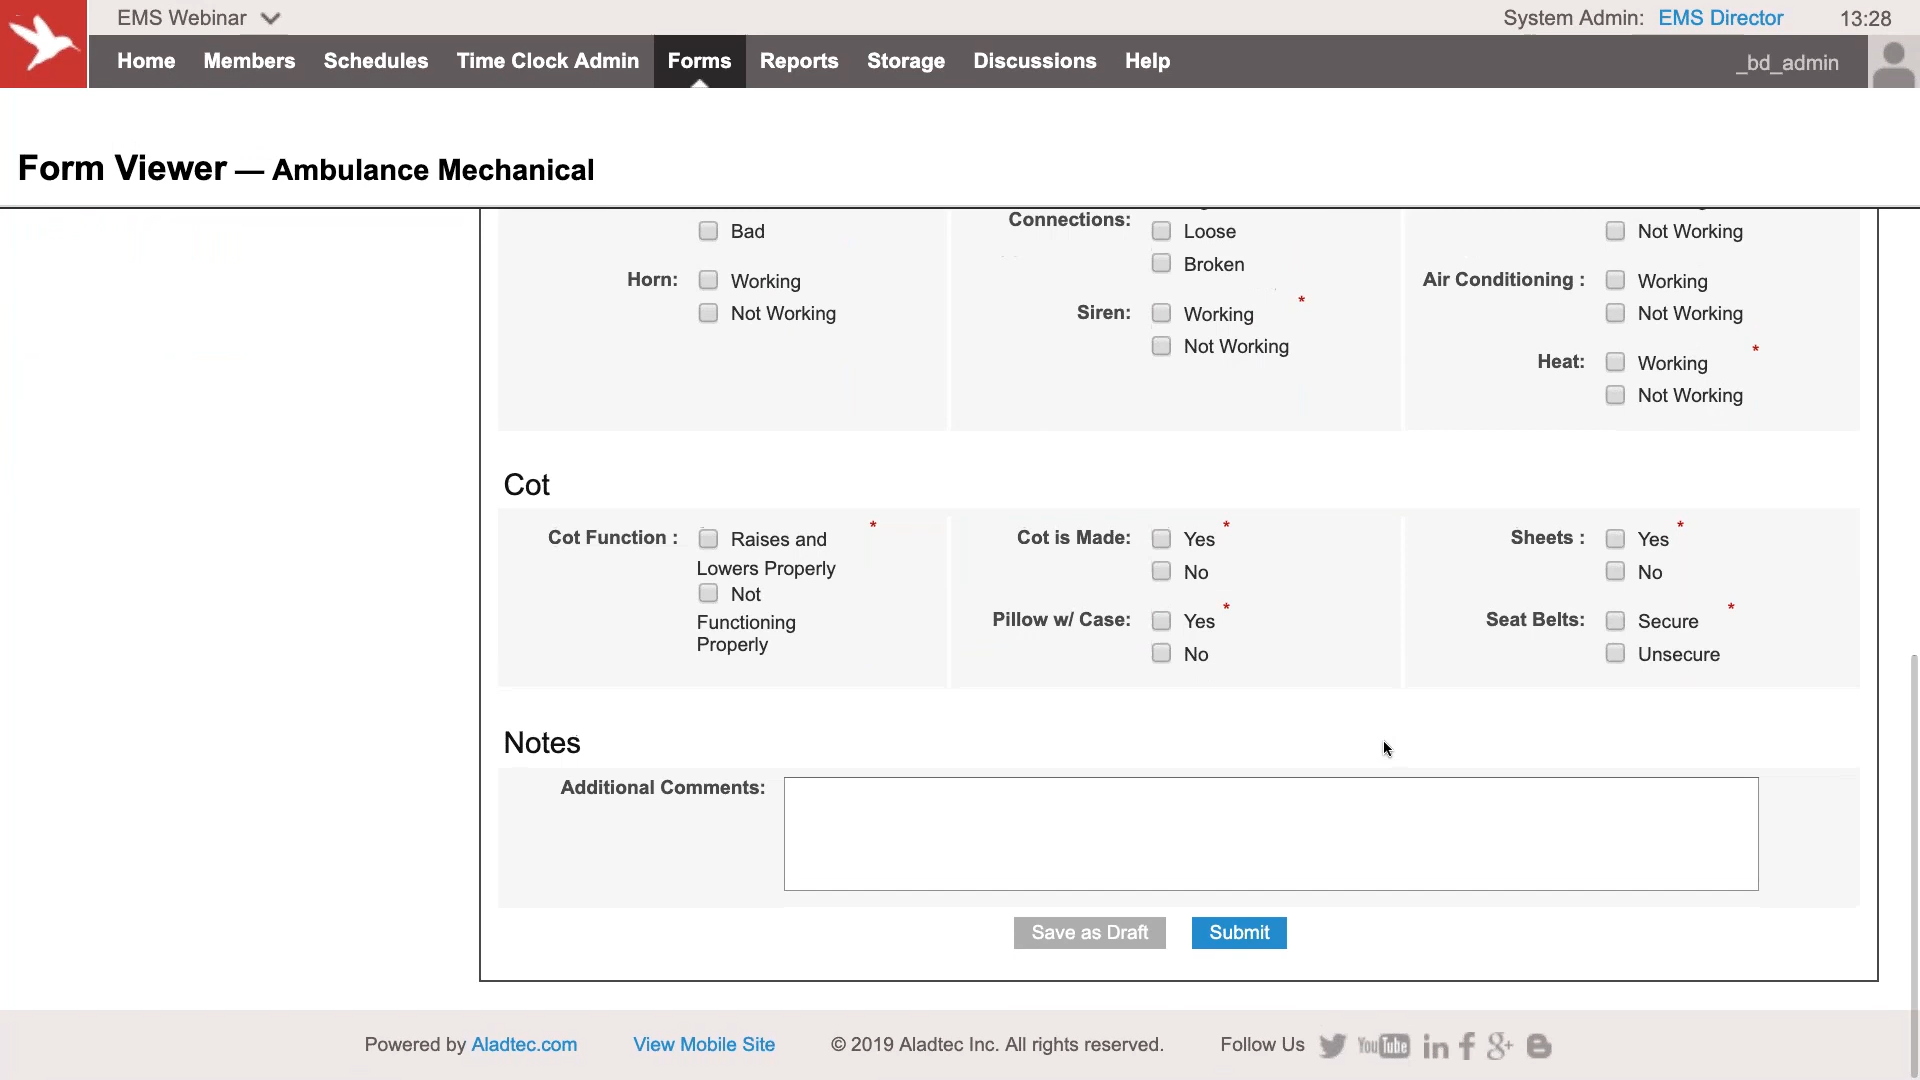 EMS Webinar
System Admin: EMS Director 13:28
Home Members Schedules Time Clock Admin Forms Reports Storage Discussions Help
_bd_admin
Form Viewer — Ambulance Mechanical
Bad
Horn: Working
Not Working
Connections:
Loose
Broken
Siren: Working *
Not Working
Not Working
Air Conditioning : Working
Not Working
Heat: Working *
Not Working
Cot
Cot Function : Raises and *
Lowers Properly
Not
Functioning
Properly
Cot is Made: Yes *
No
Pillow w/ Case: Yes *
No
Sheets : Yes *
No
Seat Belts: Secure *
Unsecure
Notes
Additional Comments:
Save as Draft Submit
Powered by Aladtec.com View Mobile Site © 2019 Aladtec Inc. All rights reserved. Follow Us YouTube in f g+